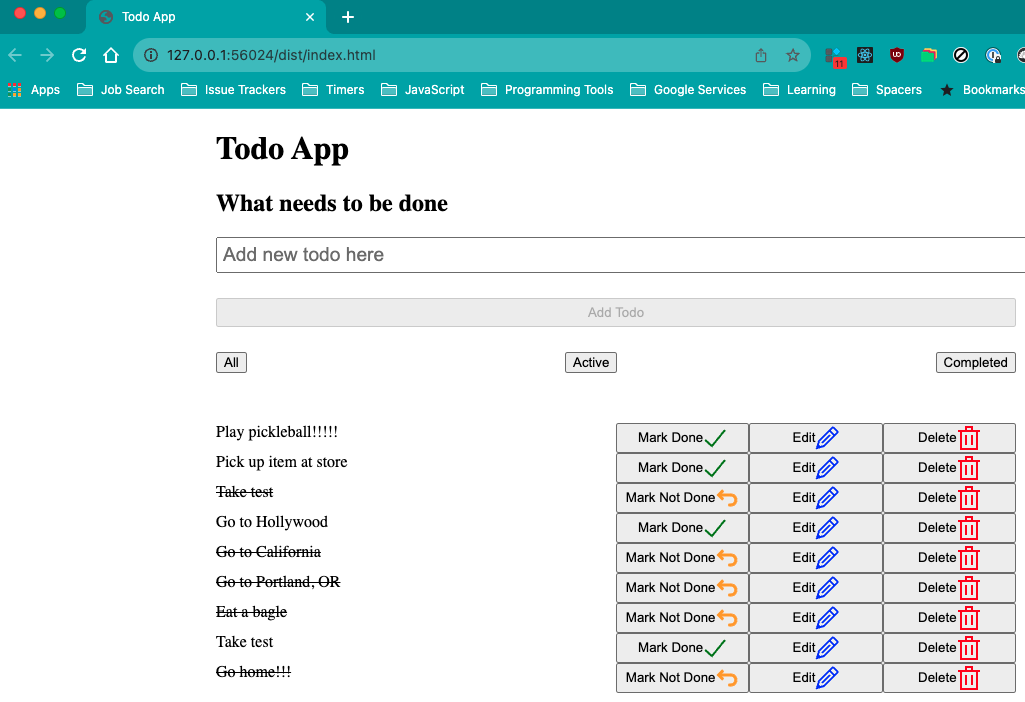 Todo App
127.0.0.1:56024/dist/index.html
11
Apps Job Search Issue Trackers Timers JavaScript Programming Tools Google Services Learning Spacers Bookmarks
Todo App
What needs to be done
Add new todo here
Add Todo
All Active Completed
Play pickleball!!!!! Mark Done Edit Delete
Pick up item at store Mark Done Edit Delete
Take test Mark Not Done Edit Delete
Go to Hollywood Mark Done Edit Delete
Go to California Mark Not Done Edit Delete
Go to Portland, OR Mark Not Done Edit Delete
Eat a bagle Mark Not Done Edit Delete
Take test Mark Done Edit Delete
Go home!!! Mark Not Done Edit Delete